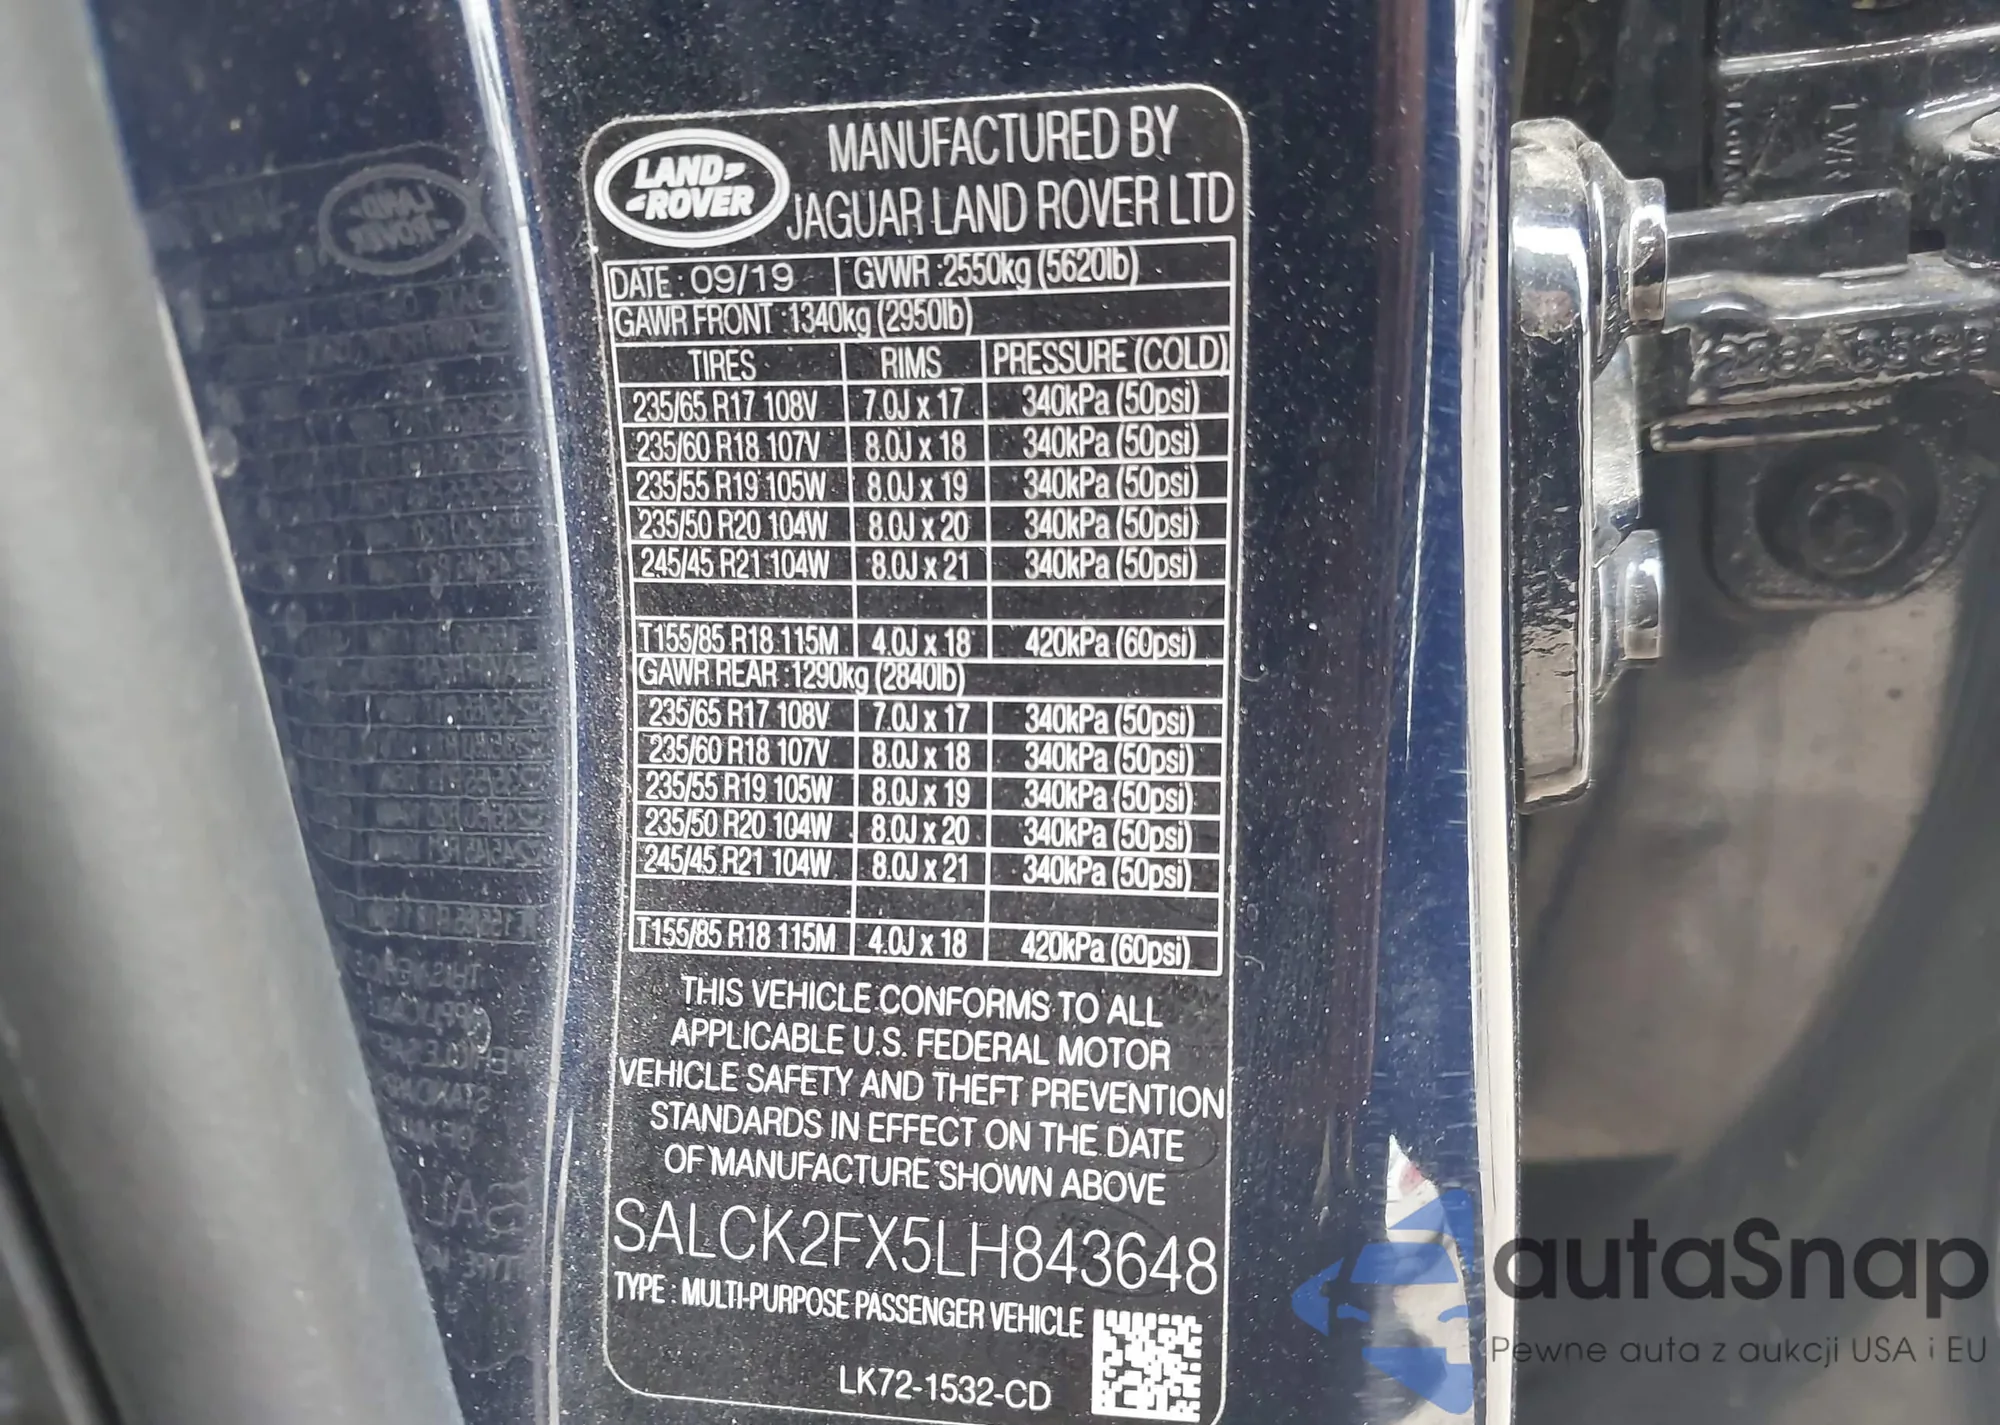 LAND
ROVER
MANUFACTURED BY
JAGUAR LAND ROVER LTD
DATE : 09/19 GVWR :2550kg (5620lb)
GAWR FRONT :1340kg (2950lb)
TIRES RIMS PRESSURE (COLD)
235/65 R17 108V 7.0J x 17 340kPa (50psi)
235/60 R18 107V 8.0J x 18 340kPa (50psi)
235/55 R19 105W 8.0J x 19 340kPa (50psi)
235/50 R20 104W 8.0J x 20 340kPa (50psi)
245/45 R21 104W 8.0J x 21 340kPa (50psi)
T155/85 R18 115M 4.0J x 18 420kPa (60psi)
GAWR REAR :1290kg (2840lb)
235/65 R17 108V 7.0J x 17 340kPa (50psi)
235/60 R18 107V 8.0J x 18 340kPa (50psi)
235/55 R19 105W 8.0J x 19 340kPa (50psi)
235/50 R20 104W 8.0J x 20 340kPa (50psi)
245/45 R21 104W 8.0J x 21 340kPa (50psi)
T155/85 R18 115M 4.0J x 18 420kPa (60psi)
THIS VEHICLE CONFORMS TO ALL
APPLICABLE U.S. FEDERAL MOTOR
VEHICLE SAFETY AND THEFT PREVENTION
STANDARDS IN EFFECT ON THE DATE
OF MANUFACTURE SHOWN ABOVE
SALCK2FX5LH843648
TYPE : MULTI-PURPOSE PASSENGER VEHICLE
LK72-1532-CD
LWR
autaSnap
Pewne auta z aukcji USA i EU